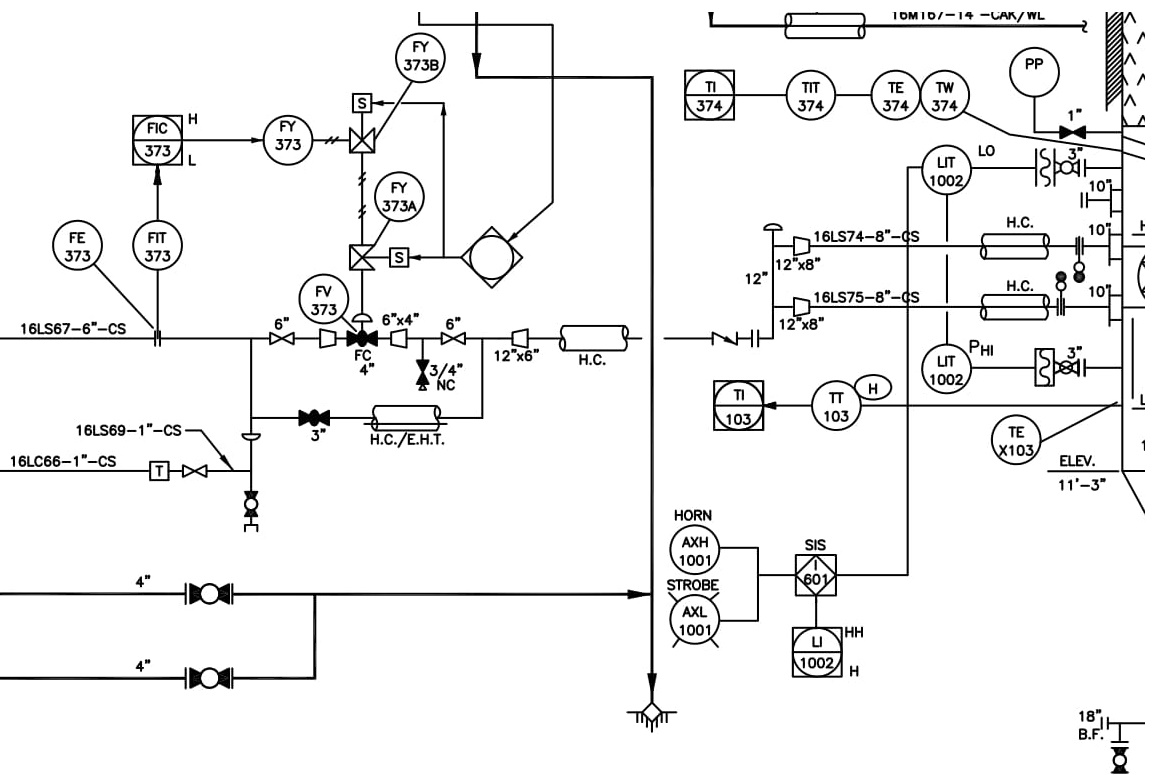 16M167-14"-CAK/WL
FY
373B
S
FIC
373
H
L
FY
373
FY
373A
S
FE
373
FIT
373
FV
373
16LS67-6"-CS
6"
6"x4"
6"
FC
4"
3/4"
NC
12"x6"
H.C.
3"
H.C./E.H.T.
16LS69-1"-CS
16LC66-1"-CS
T
4"
4"
TI
374
TIT
374
TE
374
TW
374
PP
1"
LIT
1002
LO
3"
10"
16LS74-8"-CS
H.C.
10"
12"x8"
12"
16LS75-8"-CS
H.C.
10"
12"x8"
LIT
1002
PHI
3"
TI
103
TT
103
H
TE
X103
ELEV.
11'-3"
HORN
AXH
1001
STROBE
AXL
1001
SIS
I
601
LI
1002
HH
H
18"
B.F.